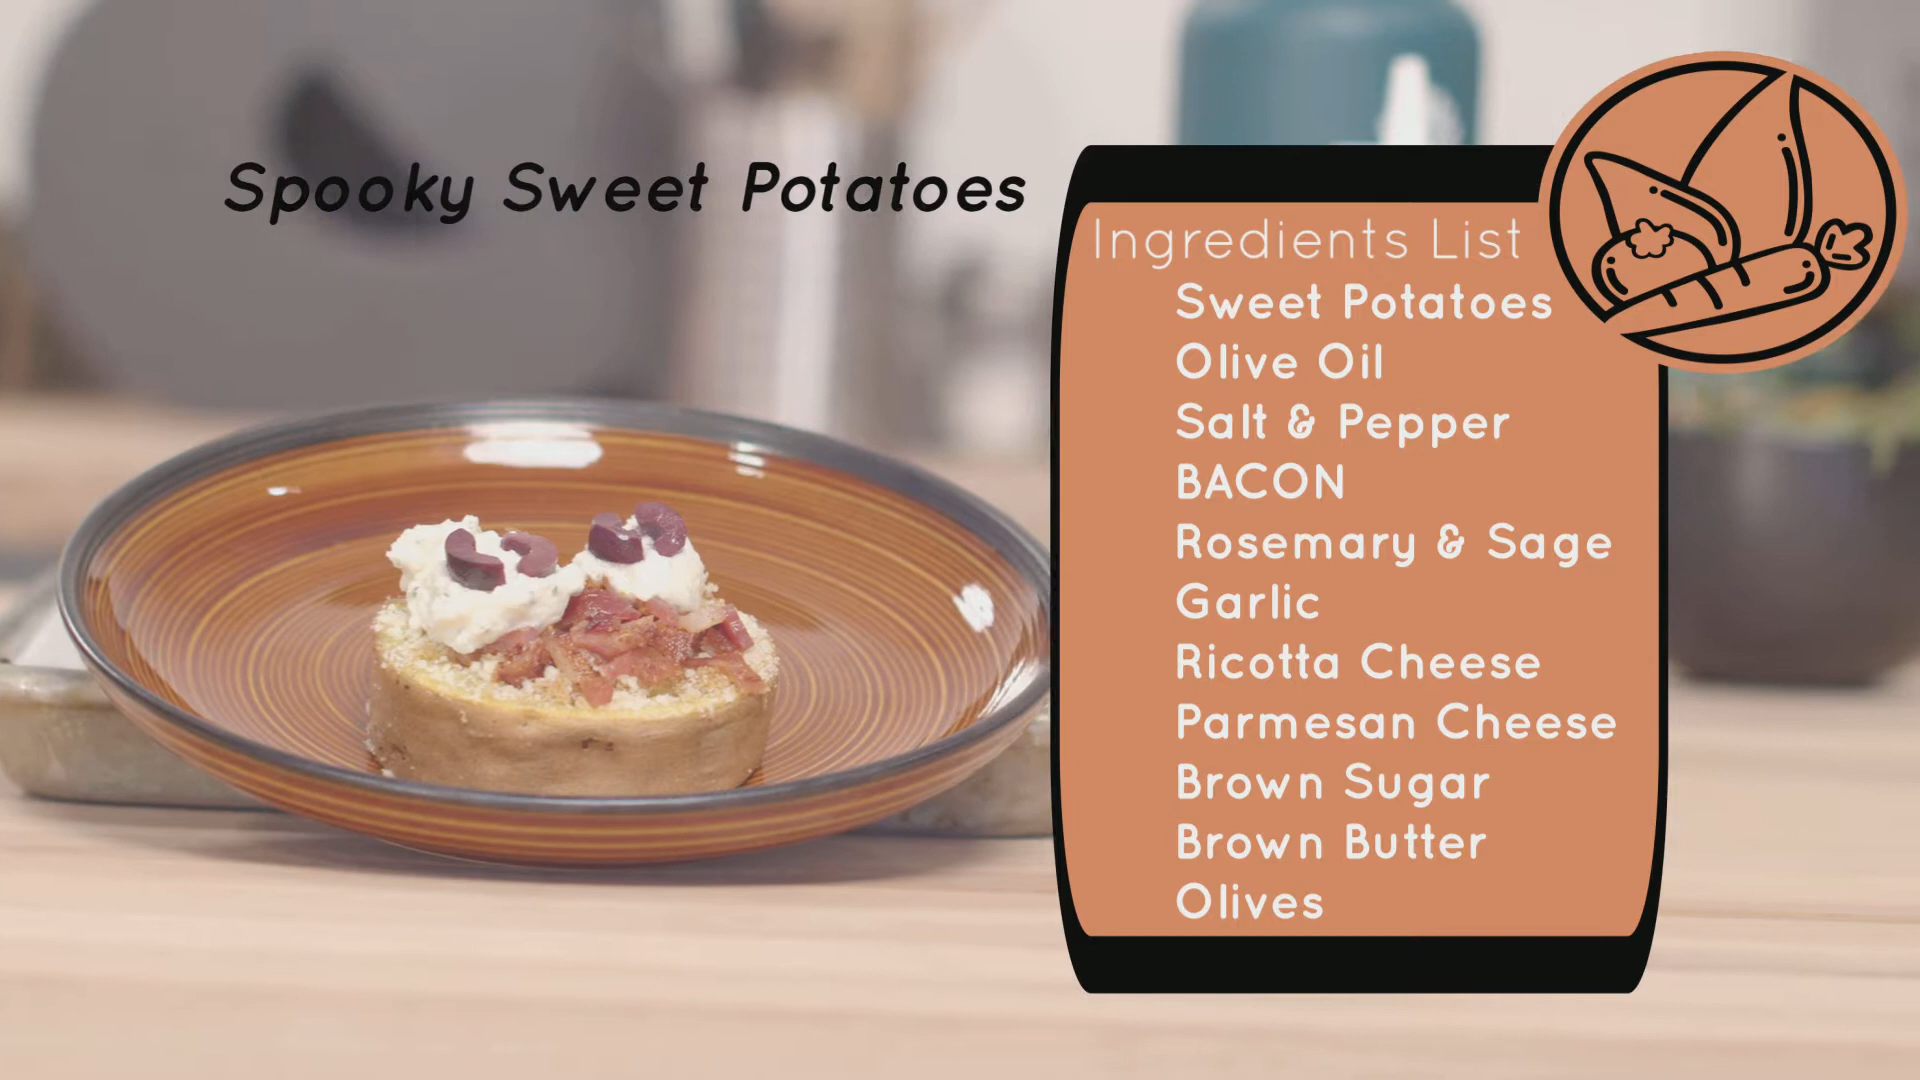 Spooky Sweet Potatoes
Ingredients List
Sweet Potatoes
Olive Oil
Salt & Pepper
BACON
Rosemary & Sage
Garlic
Ricotta Cheese
Parmesan Cheese
Brown Sugar
Brown Butter
Olives